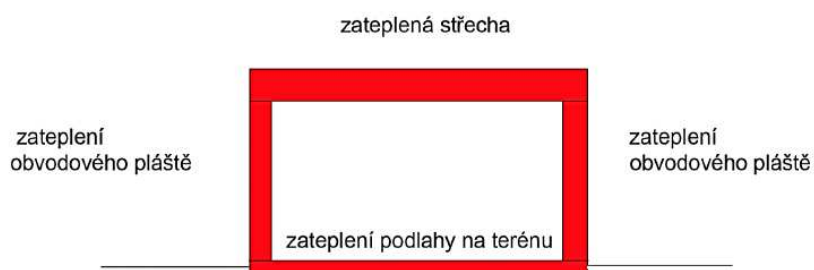 zateplená střecha
zateplení
obvodového pláště
zateplení
obvodového pláště
zateplení podlahy na terénu